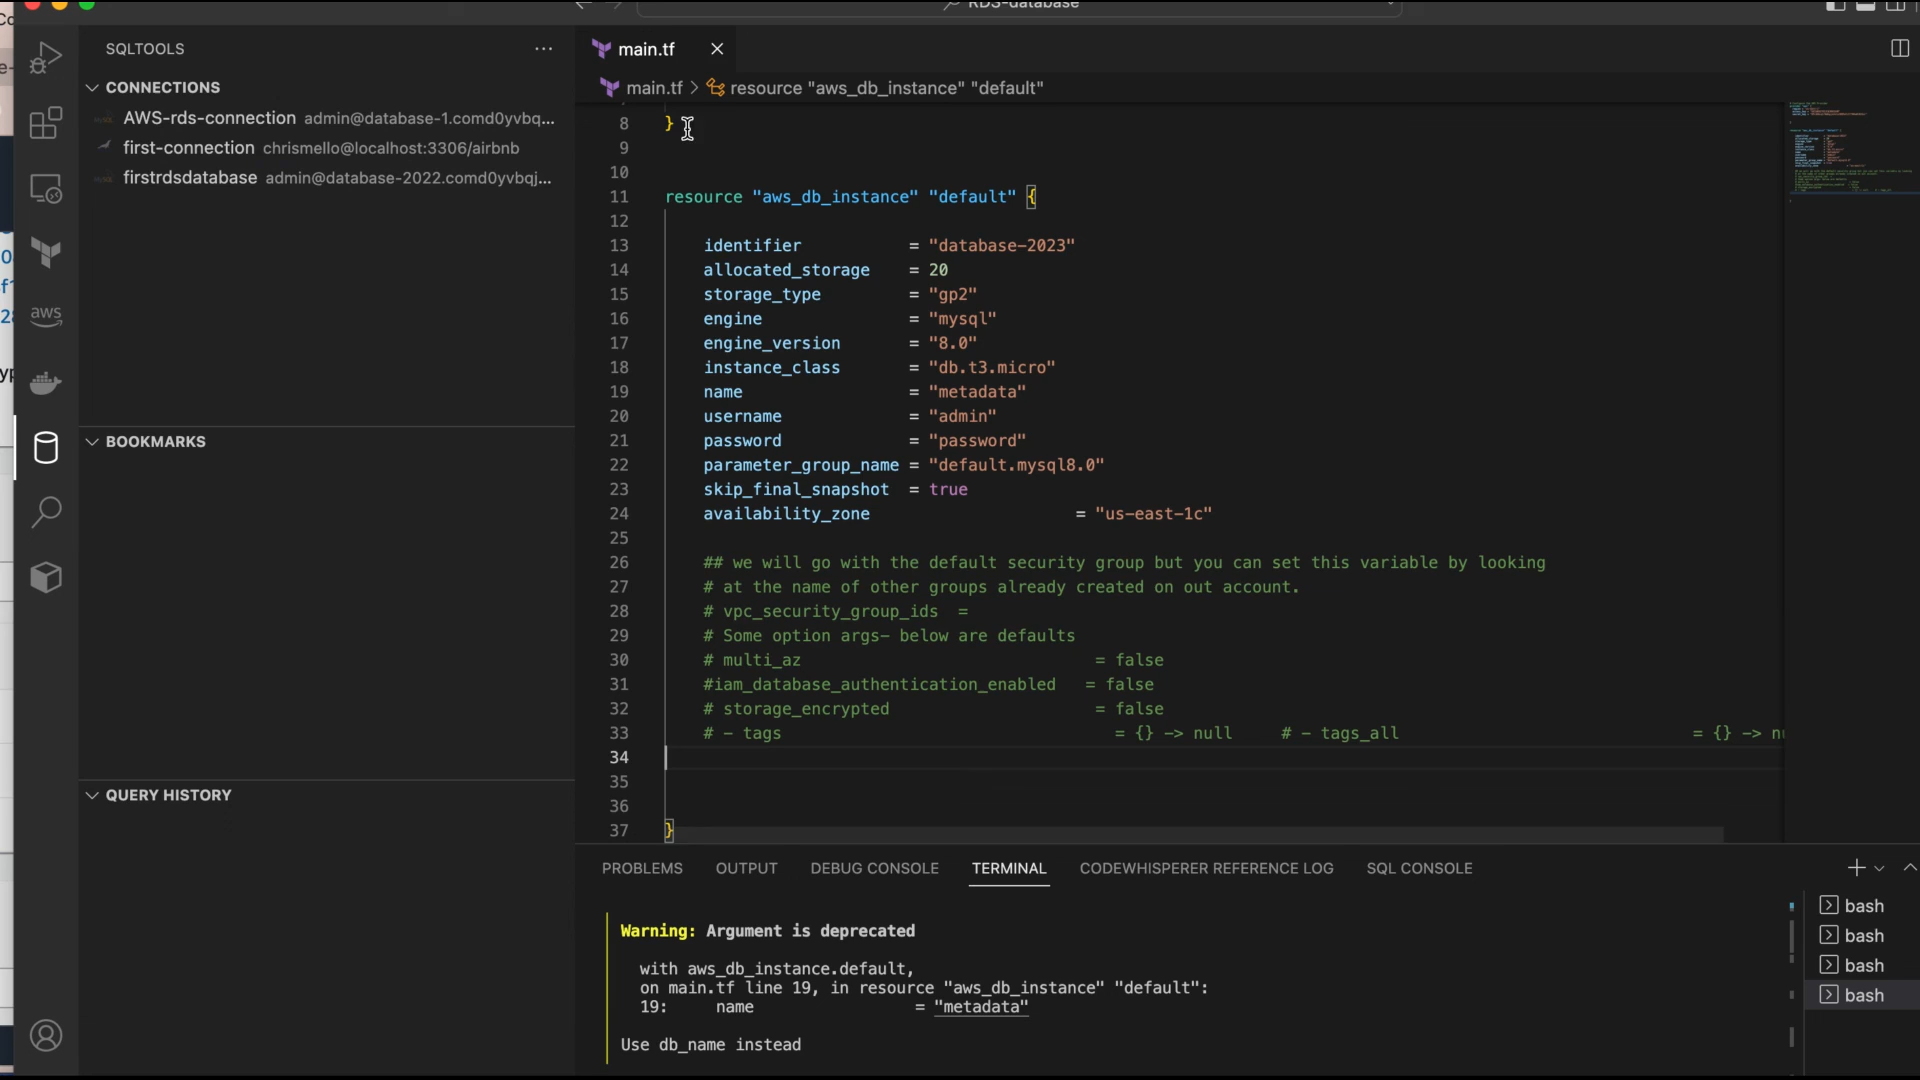 RDS-database
SQLTOOLS
CONNECTIONS
AWS-rds-connection admin@database-1.comd0yvbq...
first-connection chrismello@localhost:3306/airbnb
firstrdsdatabase admin@database-2022.comd0yvbqj...
BOOKMARKS
QUERY HISTORY
aws
main.tf
main.tf > resource "aws_db_instance" "default"
8 }
9
10
11 resource "aws_db_instance" "default" {
12
13 identifier = "database-2023"
14 allocated_storage = 20
15 storage_type = "gp2"
16 engine = "mysql"
17 engine_version = "8.0"
18 instance_class = "db.t3.micro"
19 name = "metadata"
20 username = "admin"
21 password = "password"
22 parameter_group_name = "default.mysql8.0"
23 skip_final_snapshot = true
24 availability_zone = "us-east-1c"
25
26 ## we will go with the default security group but you can set this variable by looking
27 # at the name of other groups already created on out account.
28 # vpc_security_group_ids =
29 # Some option args- below are defaults
30 # multi_az = false
31 #iam_database_authentication_enabled = false
32 # storage_encrypted = false
33 # - tags = {} -> null # - tags_all = {} ->
34
35
36
37 }
PROBLEMS OUTPUT DEBUG CONSOLE TERMINAL CODEWHISPERER REFERENCE LOG SQL CONSOLE
Warning: Argument is deprecated
with aws_db_instance.default,
on main.tf line 19, in resource "aws_db_instance" "default":
19: name = "metadata"
Use db_name instead
bash
bash
bash
bash